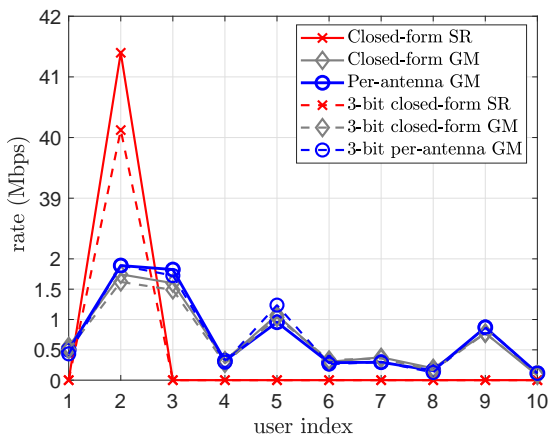 42
41
40
39
2
1.5
1
0.5
0
rate (Mbps)
1 2 3 4 5 6 7 8 9 10
user index
Closed-form SR
Closed-form GM
Per-antenna GM
3-bit closed-form SR
3-bit closed-form GM
3-bit per-antenna GM